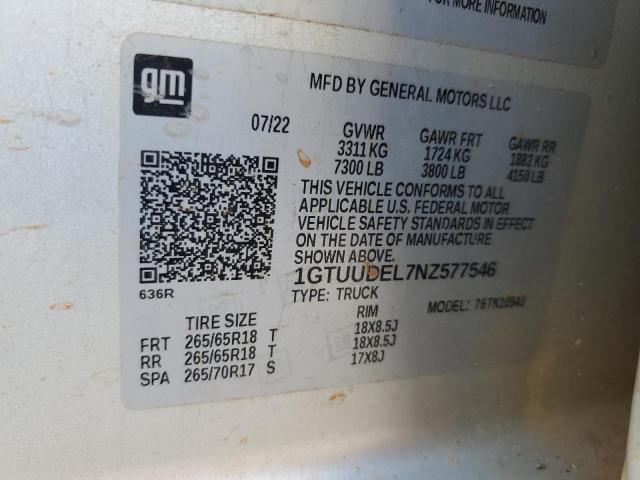 FOR MORE INFORMATION
gm
MFD BY GENERAL MOTORS LLC
07/22 GVWR GAWR FRT GAWR RR
3311 KG 1724 KG 1882 KG
7300 LB 3800 LB 4150 LB
THIS VEHICLE CONFORMS TO ALL
APPLICABLE U.S. FEDERAL MOTOR
VEHICLE SAFETY STANDARDS IN EFFECT
ON THE DATE OF MANUFACTURE
SHOWN ABOVE.
1GTUUDEL7NZ577546
636R
TYPE: TRUCK MODEL: 76TK10543
TIRE SIZE RIM
FRT 265/65R18 T 18X8.5J
RR 265/65R18 T 18X8.5J
SPA 265/70R17 S 17X8J